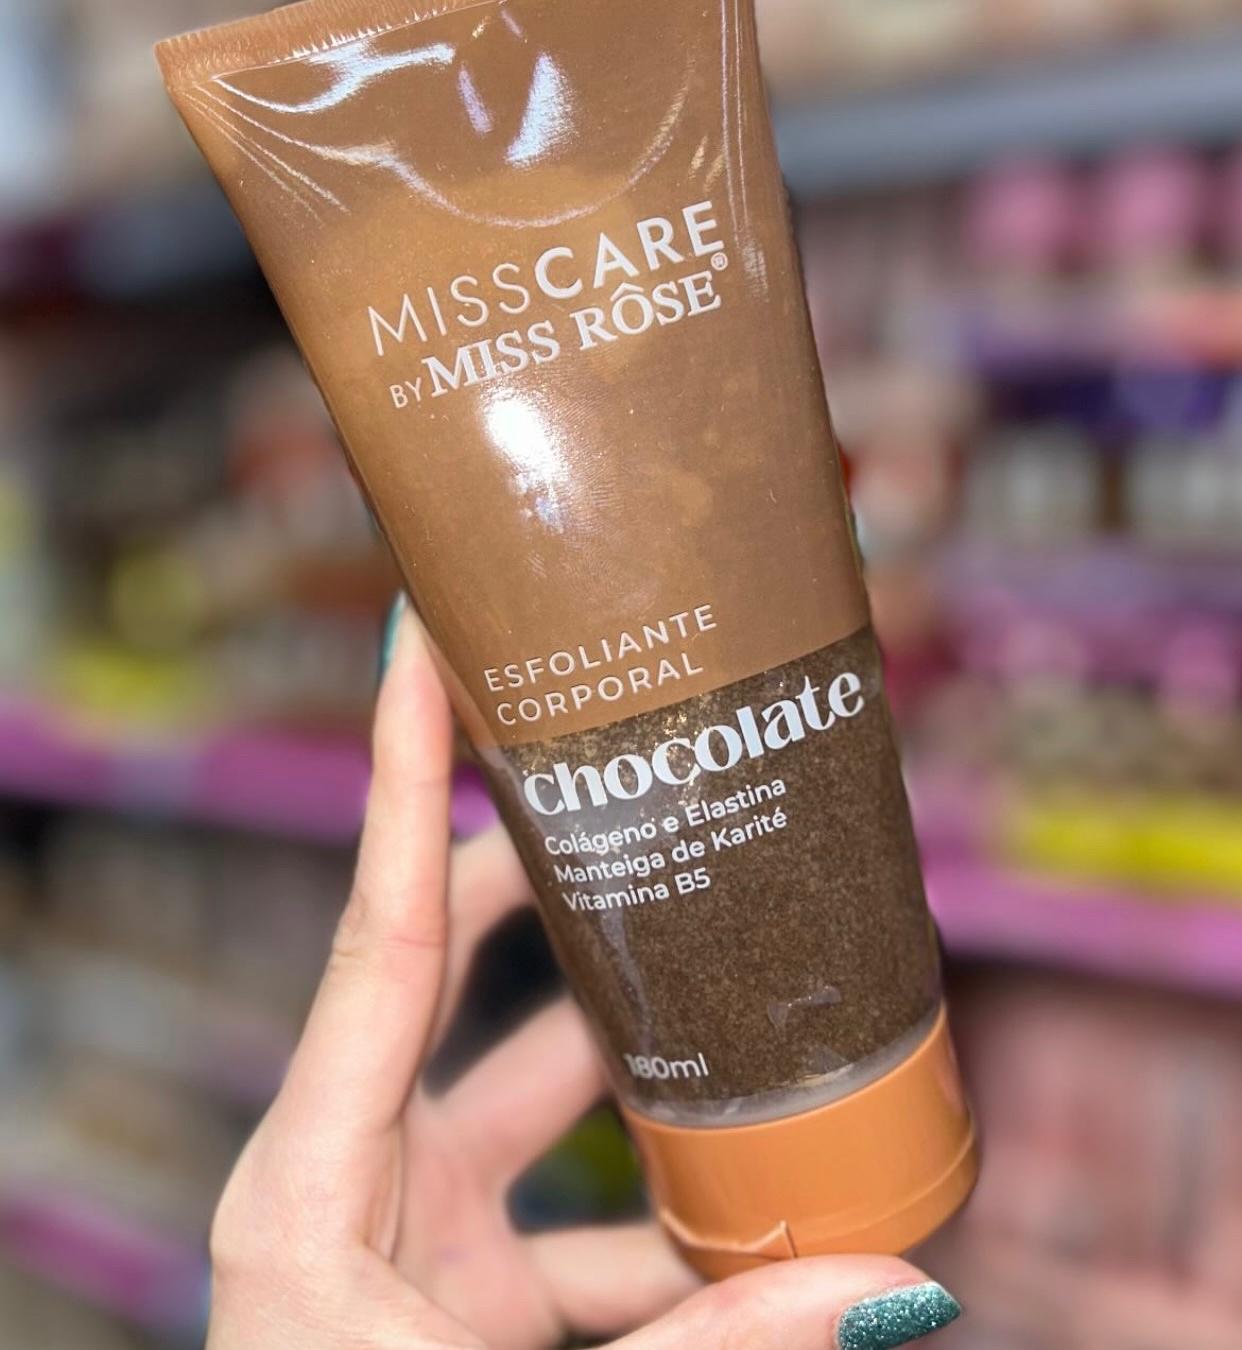 MISSCARE
BY MISS RÔSE®
ESFOLIANTE
CORPORAL
chocolate
Colágeno e Elastina
Manteiga de Karité
Vitamina B5
180ml